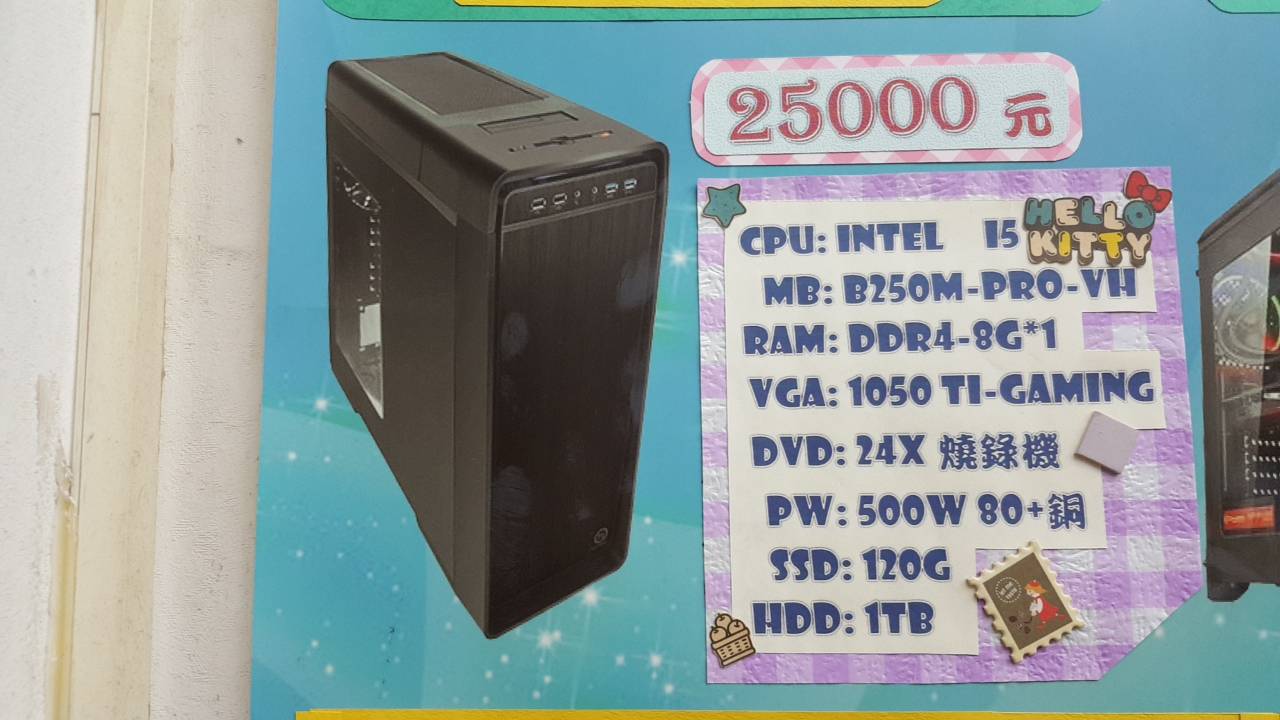 25000 元
HELLO
KITTY
CPU: INTEL I5
MB: B250M-PRO-VH
RAM: DDR4-8G*1
VGA: 1050 TI-GAMING
DVD: 24X 燒錄機
PW: 500W 80+銅
SSD: 120G
HDD: 1TB